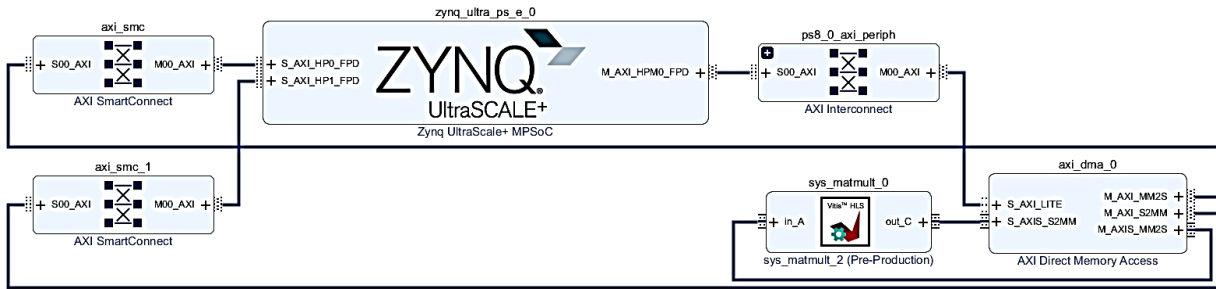 axi_smc
S00_AXI
M00_AXI
AXI SmartConnect
zynq_ultra_ps_e_0
S_AXI_HP0_FPD
S_AXI_HP1_FPD
ZYNQ
UltraSCALE+
M_AXI_HPM0_FPD
Zynq UltraScale+ MPSoC
ps8_0_axi_periph
S00_AXI
M00_AXI
AXI Interconnect
axi_smc_1
S00_AXI
M00_AXI
AXI SmartConnect
sys_matmult_0
in_A
Vitis™ HLS
out_C
sys_matmult_2 (Pre-Production)
axi_dma_0
S_AXI_LITE
S_AXIS_S2MM
M_AXI_MM2S
M_AXI_S2MM
M_AXIS_MM2S
AXI Direct Memory Access